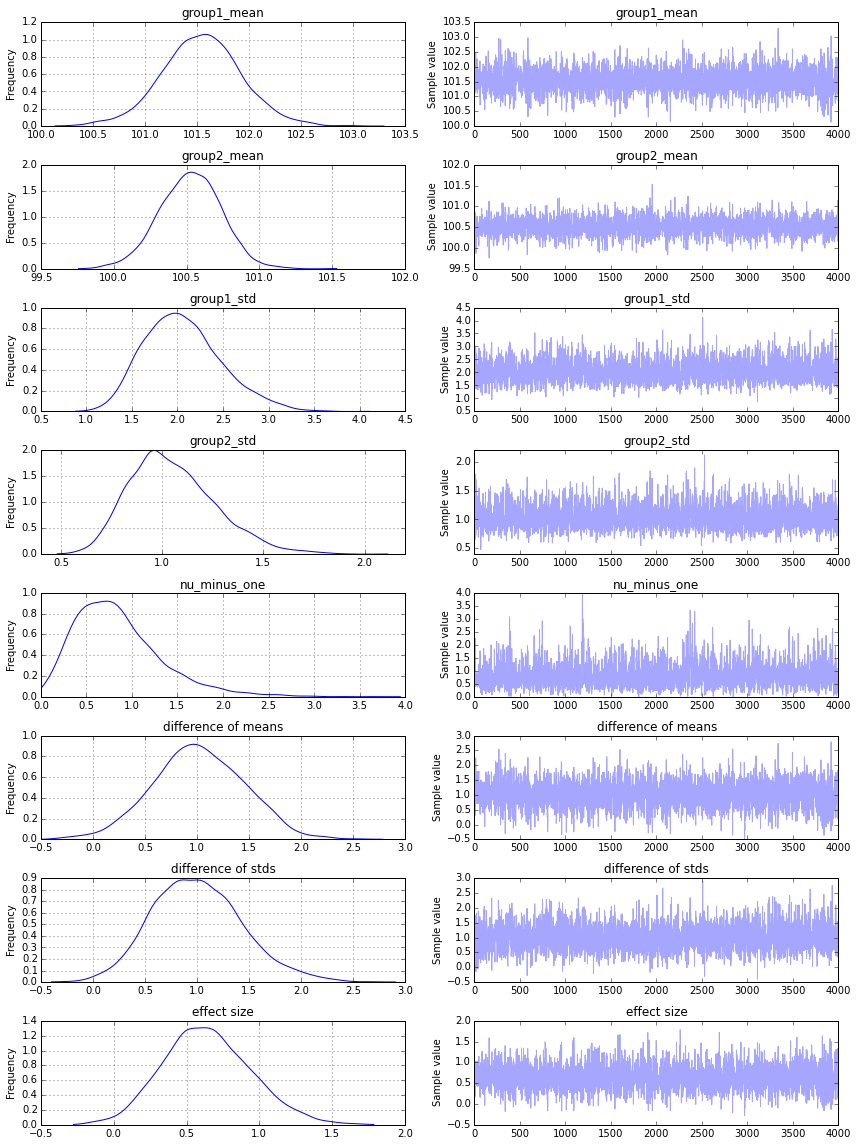 group1_mean
Frequency
1.2
1.0
0.8
0.6
0.4
0.2
0.0
100.0 100.5 101.0 101.5 102.0 102.5 103.0 103.5
group1_mean
Sample value
103.5
103.0
102.5
102.0
101.5
101.0
100.5
100.0
0 500 1000 1500 2000 2500 3000 3500 4000
group2_mean
Frequency
2.0
1.5
1.0
0.5
0.0
99.5 100.0 100.5 101.0 101.5 102.0
group2_mean
Sample value
102.0
101.5
101.0
100.5
100.0
99.5
0 500 1000 1500 2000 2500 3000 3500 4000
group1_std
Frequency
1.0
0.8
0.6
0.4
0.2
0.0
0.5 1.0 1.5 2.0 2.5 3.0 3.5 4.0 4.5
group1_std
Sample value
4.5
4.0
3.5
3.0
2.5
2.0
1.5
1.0
0.5
0 500 1000 1500 2000 2500 3000 3500 4000
group2_std
Frequency
2.0
1.5
1.0
0.5
0.0
0.5 1.0 1.5 2.0
group2_std
Sample value
2.0
1.5
1.0
0.5
0 500 1000 1500 2000 2500 3000 3500 4000
nu_minus_one
Frequency
1.0
0.8
0.6
0.4
0.2
0.0
0.0 0.5 1.0 1.5 2.0 2.5 3.0 3.5 4.0
nu_minus_one
Sample value
4.0
3.5
3.0
2.5
2.0
1.5
1.0
0.5
0.0
0 500 1000 1500 2000 2500 3000 3500 4000
difference of means
Frequency
1.0
0.8
0.6
0.4
0.2
0.0
−0.5 0.0 0.5 1.0 1.5 2.0 2.5 3.0
difference of means
Sample value
3.0
2.5
2.0
1.5
1.0
0.5
0.0
−0.5
0 500 1000 1500 2000 2500 3000 3500 4000
difference of stds
Frequency
0.9
0.8
0.7
0.6
0.5
0.4
0.3
0.2
0.1
0.0
−0.5 0.0 0.5 1.0 1.5 2.0 2.5 3.0
difference of stds
Sample value
3.0
2.5
2.0
1.5
1.0
0.5
0.0
−0.5
0 500 1000 1500 2000 2500 3000 3500 4000
effect size
Frequency
1.4
1.2
1.0
0.8
0.6
0.4
0.2
0.0
−0.5 0.0 0.5 1.0 1.5 2.0
effect size
Sample value
2.0
1.5
1.0
0.5
0.0
−0.5
0 500 1000 1500 2000 2500 3000 3500 4000